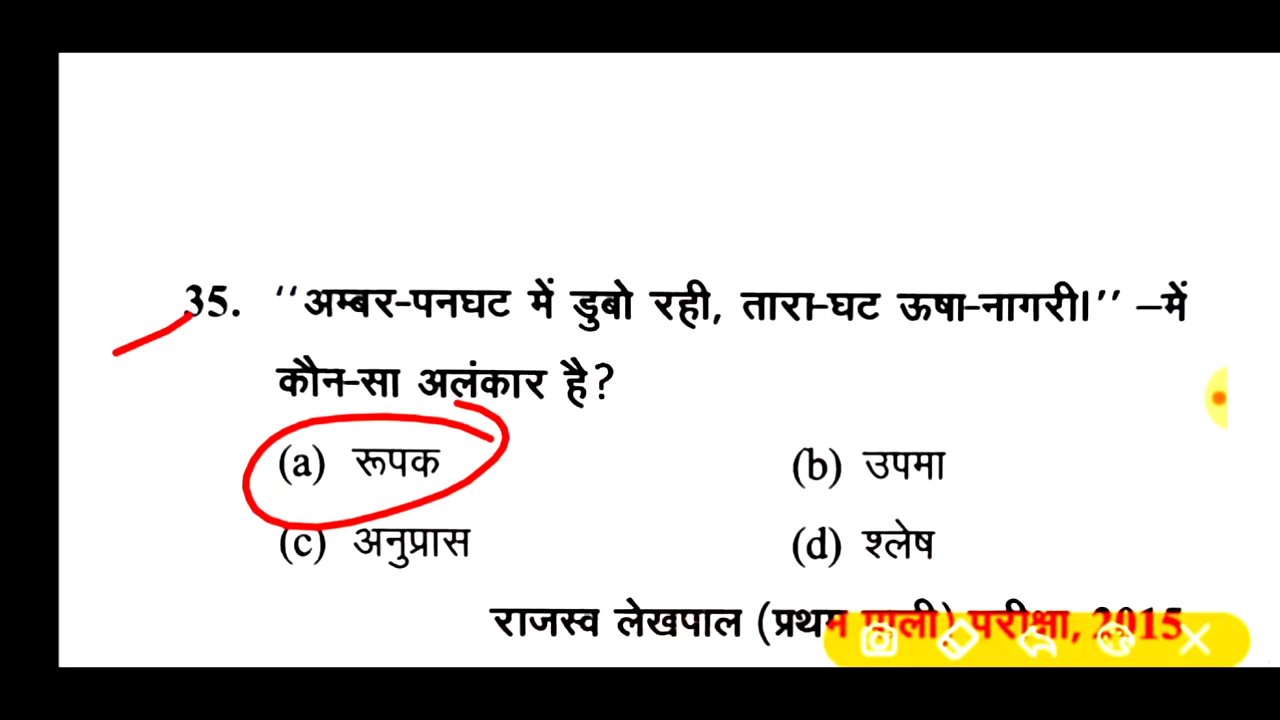 35. ‘‘अम्बर-पनघट में डुबो रही, तारा-घट ऊषा-नागरी।’’ –में
कौन-सा अलंकार है?
(a) रूपक (b) उपमा
(c) अनुप्रास (d) श्लेष
राजस्व लेखपाल (प्रथम पाली) परीक्षा, 2015